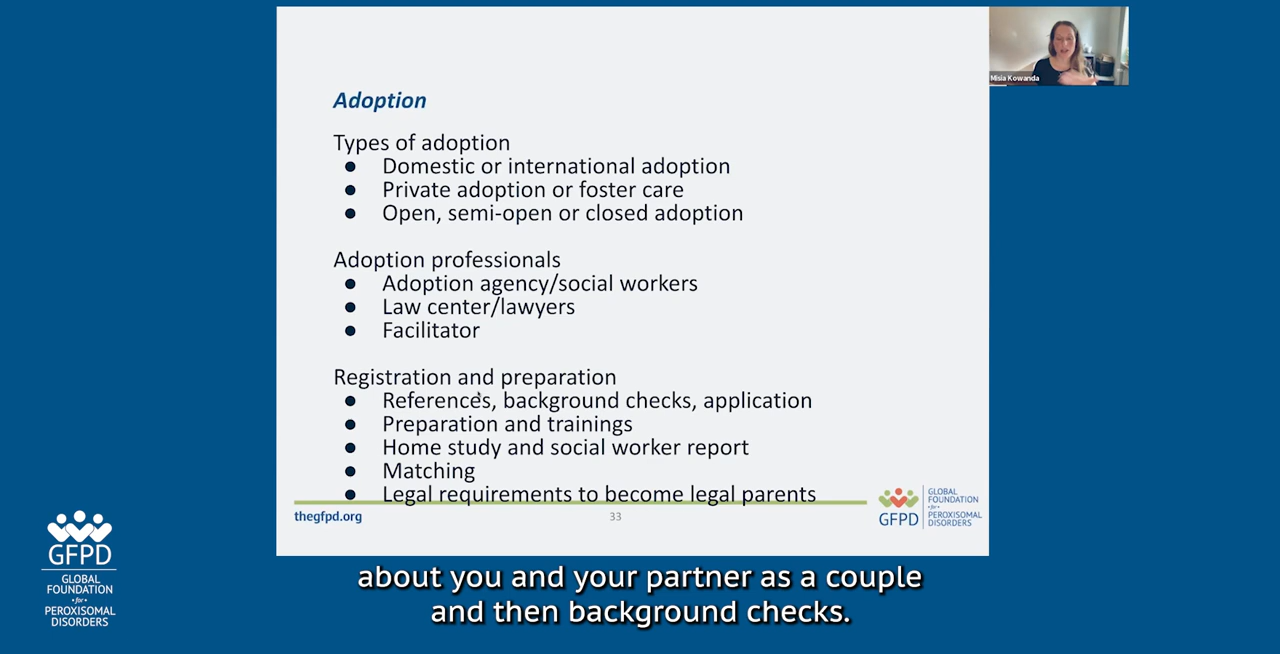 Misia Kowanda
Adoption
Types of adoption
● Domestic or international adoption
● Private adoption or foster care
● Open, semi-open or closed adoption
Adoption professionals
● Adoption agency/social workers
● Law center/lawyers
● Facilitator
Registration and preparation
● References, background checks, application
● Preparation and trainings
● Home study and social worker report
● Matching
● Legal requirements to become legal parents
thegfpd.org
33
GFPD
GLOBAL
FOUNDATION
for
PEROXISOMAL
DISORDERS
GFPD
GLOBAL
FOUNDATION
for
PEROXISOMAL
DISORDERS
about you and your partner as a couple
and then background checks.